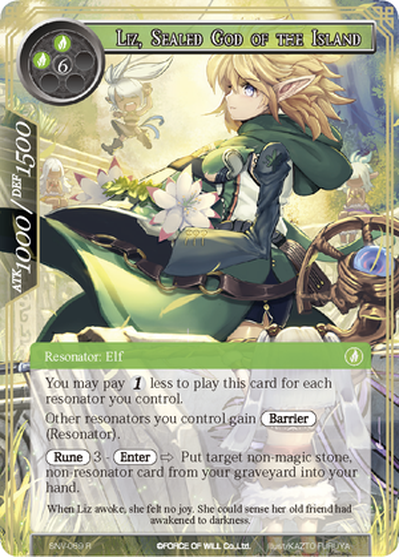 Liz, Sealed God of the Island
6
ATK 1000 / DEF 1500
Resonator: Elf
You may pay 1 less to play this card for each
resonator you control.
Other resonators you control gain Barrier
(Resonator).
Rune 3 - Enter ⇨ Put target non-magic stone,
non-resonator card from your graveyard into your
hand.
When Liz awoke, she felt no joy. She could sense her old friend had
awakened to darkness.
SNV-069 R
©FORCE OF WILL Co.,Ltd.
Illust/KAZTO FURUYA